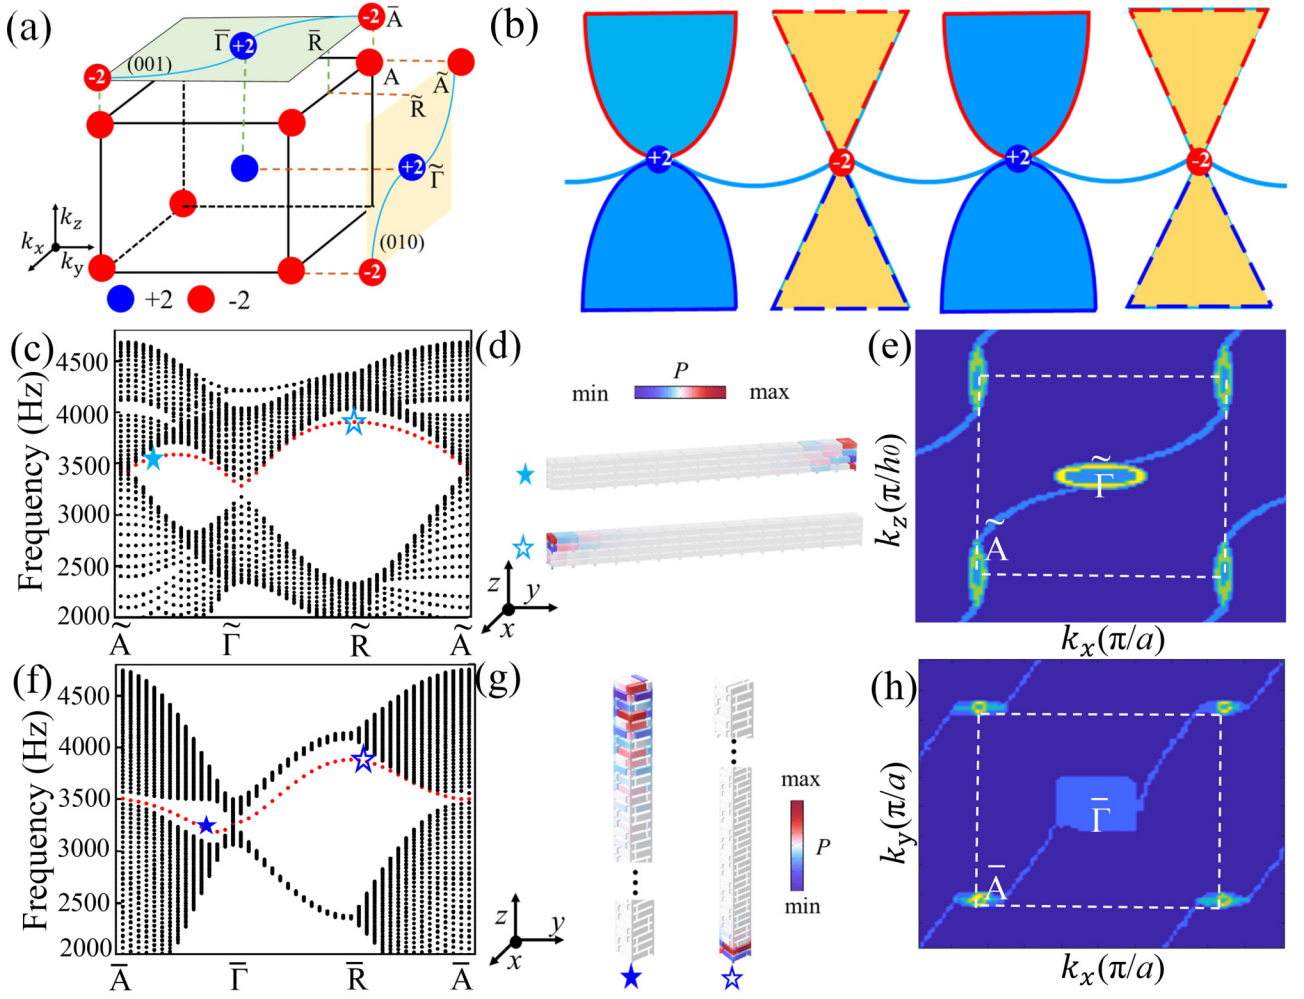 (a)
-2
A̅
Γ̅
+2
R̅
-2
(001)
A
Ã
R̃
+2
Γ̃
k_z
k_x
k_y
(010)
-2
+2
-2
(b)
+2
-2
+2
-2
(c)
Frequency (Hz)
4500
4000
3500
3000
2500
2000
Ã
Γ̃
R̃
Ã
(d)
P
min
max
z
y
x
(e)
k_z(π/h0)
Γ̃
Ã
k_x(π/a)
(f)
Frequency (Hz)
4500
4000
3500
3000
2500
2000
A̅
Γ̅
R̅
A̅
(g)
max
P
min
z
y
x
(h)
k_y(π/a)
Γ̅
A̅
k_x(π/a)